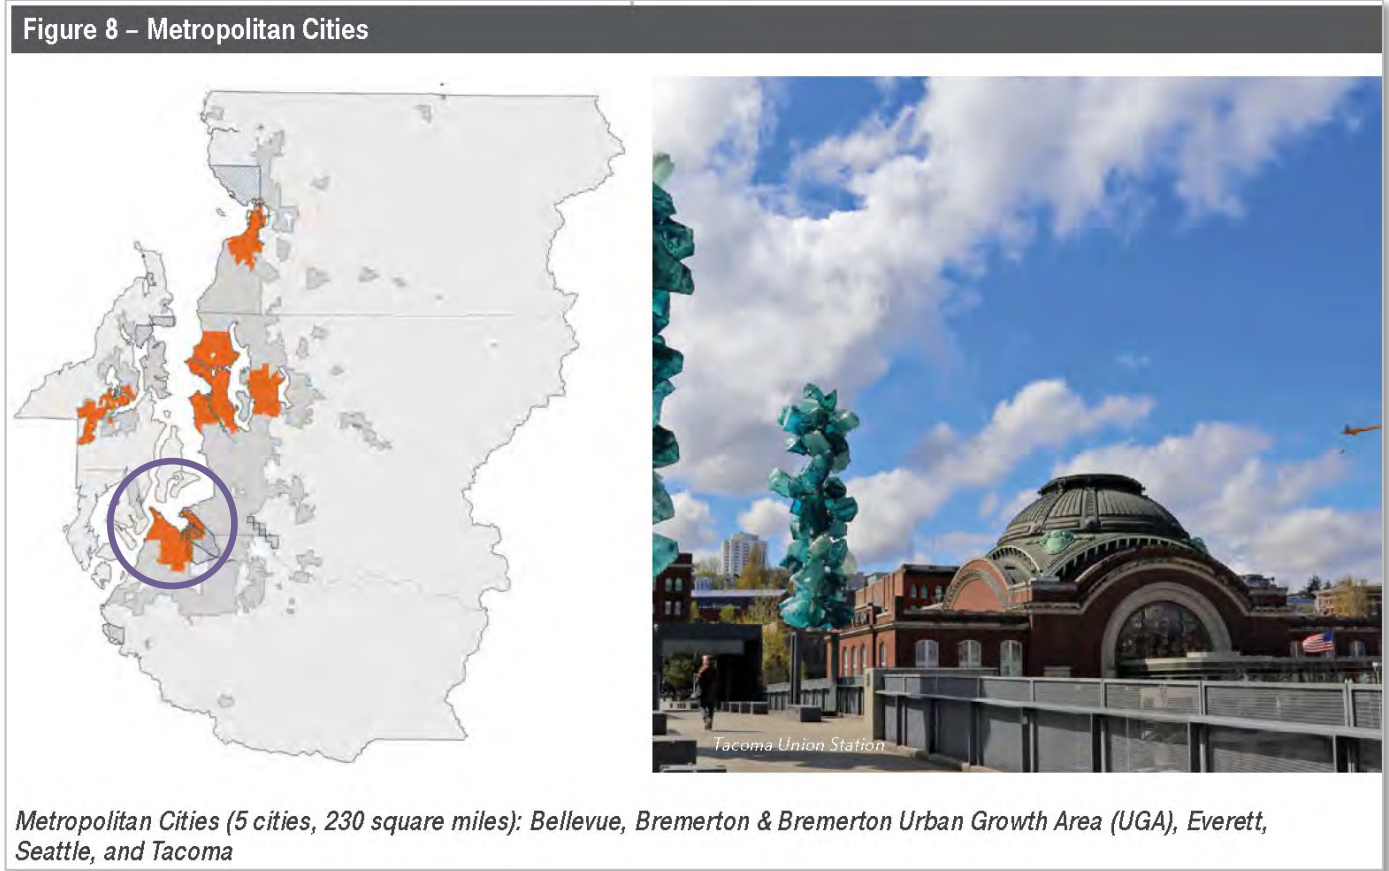 Figure 8 – Metropolitan Cities
Tacoma Union Station
Metropolitan Cities (5 cities, 230 square miles): Bellevue, Bremerton & Bremerton Urban Growth Area (UGA), Everett,
Seattle, and Tacoma